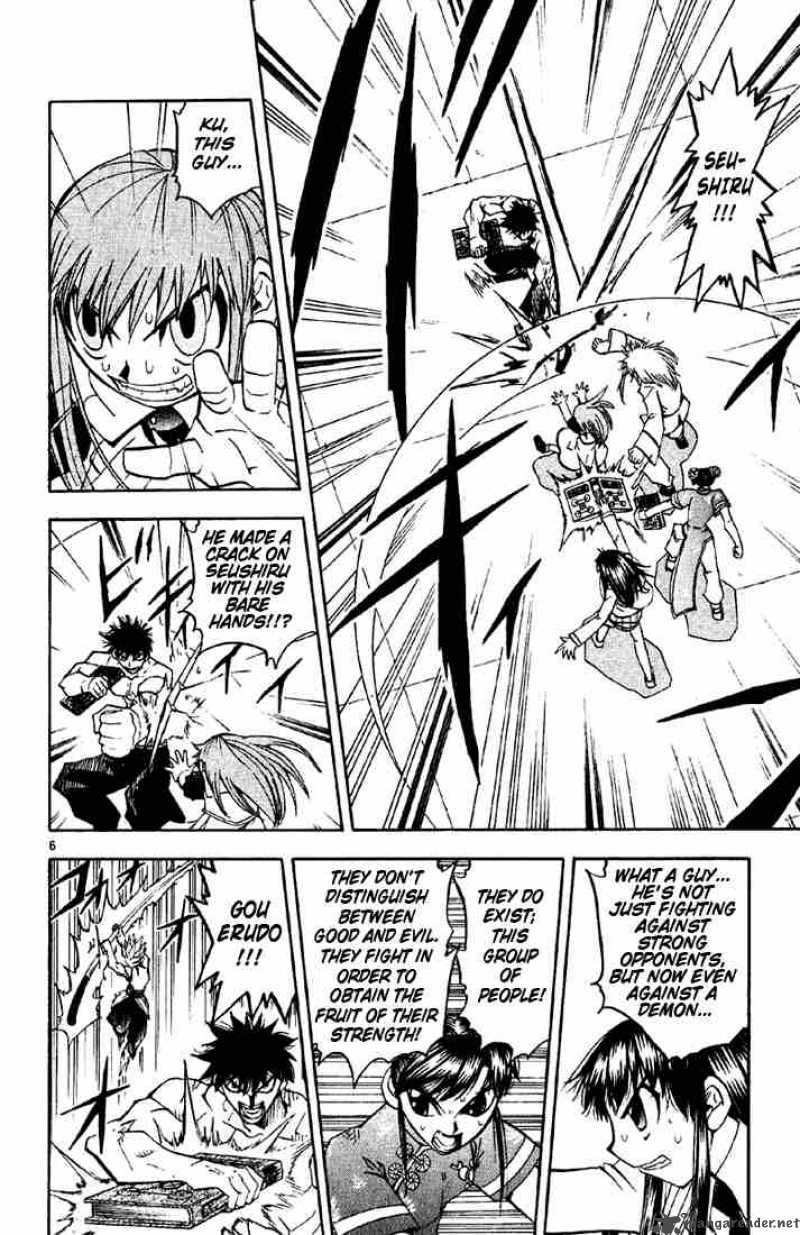 SEU-
SHIRU
!!!
KU,
THIS
GUY...
HE MADE A
CRACK ON
SEUSHIRU
WITH HIS
BARE
HANDS!!?
6
WHAT A GUY...
HE'S NOT
JUST FIGHTING
AGAINST
STRONG
OPPONENTS,
BUT NOW EVEN
AGAINST A
DEMON...
THEY DO
EXIST;
THIS
GROUP
OF
PEOPLE!
THEY DON'T
DISTINGUISH
BETWEEN
GOOD AND EVIL.
THEY FIGHT IN
ORDER TO
OBTAIN THE
FRUIT OF THEIR
STRENGTH!
GOU
ERUDO
!!!